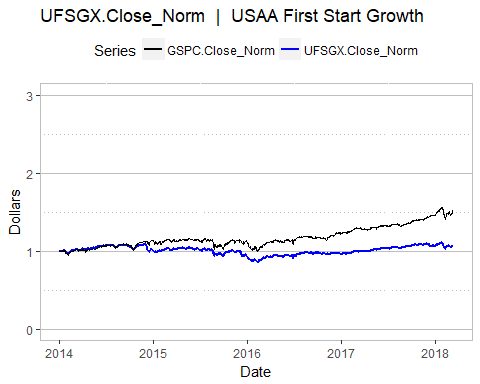 UFSGX.Close_Norm | USAA First Start Growth
Series GSPC.Close_Norm UFSGX.Close_Norm
3
2
1
0
Dollars
2014 2015 2016 2017 2018
Date